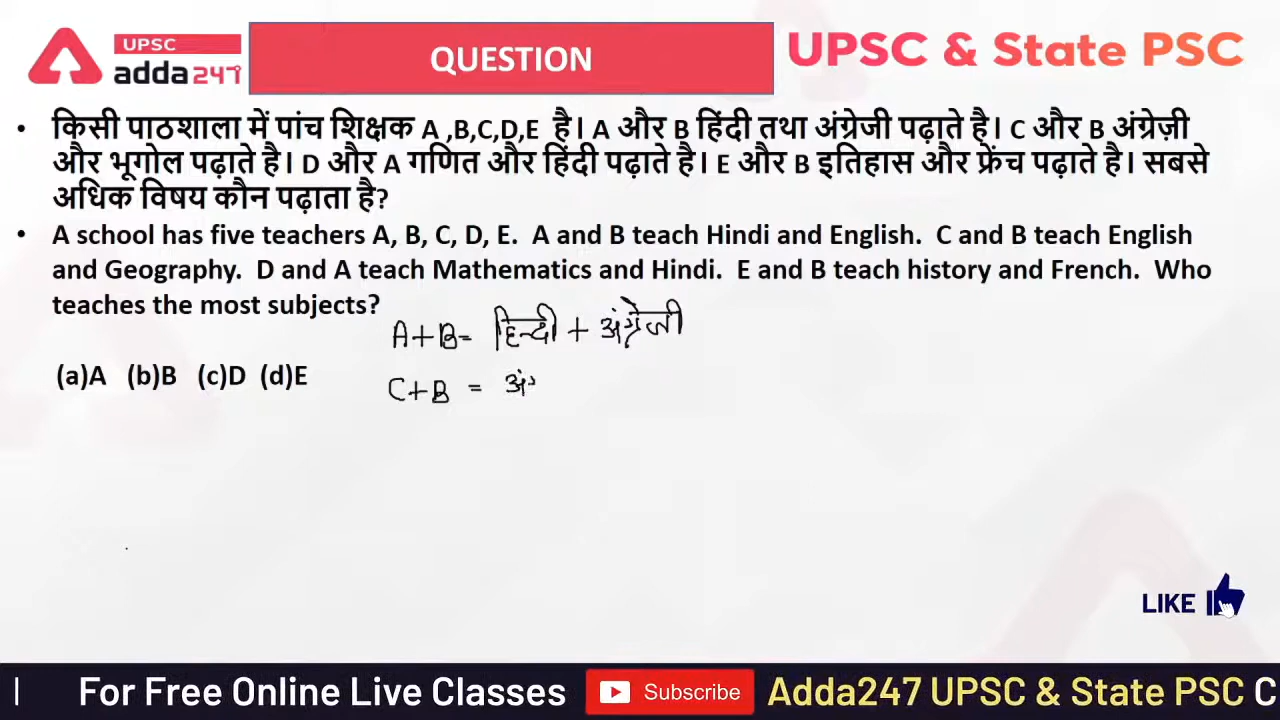 UPSC
adda247
QUESTION
UPSC & State PSC
• किसी पाठशाला में पांच शिक्षक A ,B,C,D,E है। A और B हिंदी तथा अंग्रेजी पढ़ाते है। C और B अंग्रेज़ी
और भूगोल पढ़ाते है। D और A गणित और हिंदी पढ़ाते है। E और B इतिहास और फ्रेंच पढ़ाते है। सबसे
अधिक विषय कौन पढ़ाता है?
• A school has five teachers A, B, C, D, E. A and B teach Hindi and English. C and B teach English
and Geography. D and A teach Mathematics and Hindi. E and B teach history and French. Who
teaches the most subjects?
A+B= हिन्दी + अंग्रेजी
(a)A (b)B (c)D (d)E
C+B = अं
LIKE
For Free Online Live Classes
Subscribe
Adda247 UPSC & State PSC C